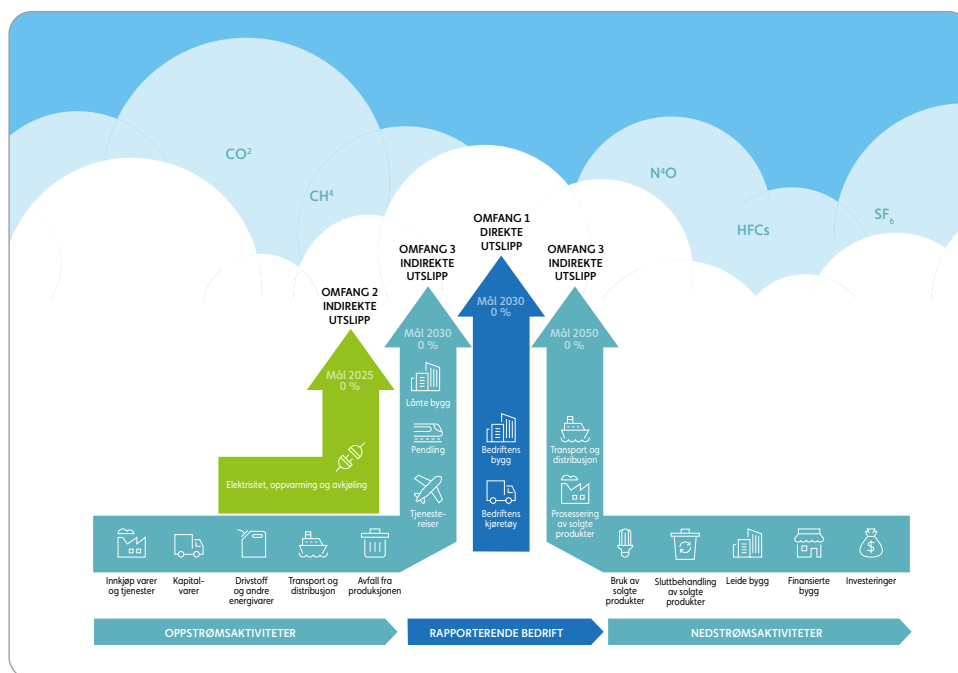 CO²
CH⁴
N⁴O
HFCs
SF₆
OMFANG 1
DIREKTE
UTSLIPP
OMFANG 3
INDIREKTE
UTSLIPP
OMFANG 3
INDIREKTE
UTSLIPP
OMFANG 2
INDIREKTE
UTSLIPP
Mål 2025
0 %
Mål 2030
0 %
Mål 2030
0 %
Mål 2050
0 %
Elektrisitet, oppvarming og avkjøling
Lånte bygg
Pendling
Tjeneste-
reiser
Bedriftens
bygg
Bedriftens
kjøretøy
Transport og
distribusjon
Prosessering
av solgte
produkter
Innkjøp varer
og tjenester
Kapital-
varer
Drivstoff
og andre
energivarer
Transport og
distribusjon
Avfall fra
produksjonen
Bruk av
solgte
produkter
Sluttbehandling
av solgte
produkter
Leide bygg
Finansierte
bygg
Investeringer
OPPSTRØMSAKTIVITETER
RAPPORTERENDE BEDRIFT
NEDSTRØMSAKTIVITETER